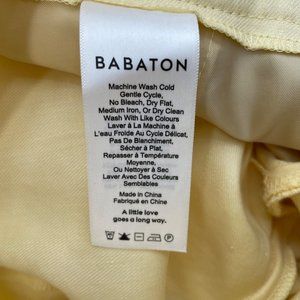 BABATON
Machine Wash Cold
Gentle Cycle,
No Bleach, Dry Flat,
Medium Iron, Or Dry Clean
Wash With Like Colours
Laver à La Machine à
L'eau Froide Au Cycle Délicat,
Pas De Blanchiment,
Sécher à Plat,
Repasser à Température
Moyenne,
Ou Nettoyer à Sec
Laver Avec Des Couleurs
Semblables
Made in China
Fabriqué en Chine
A little love
goes a long way.